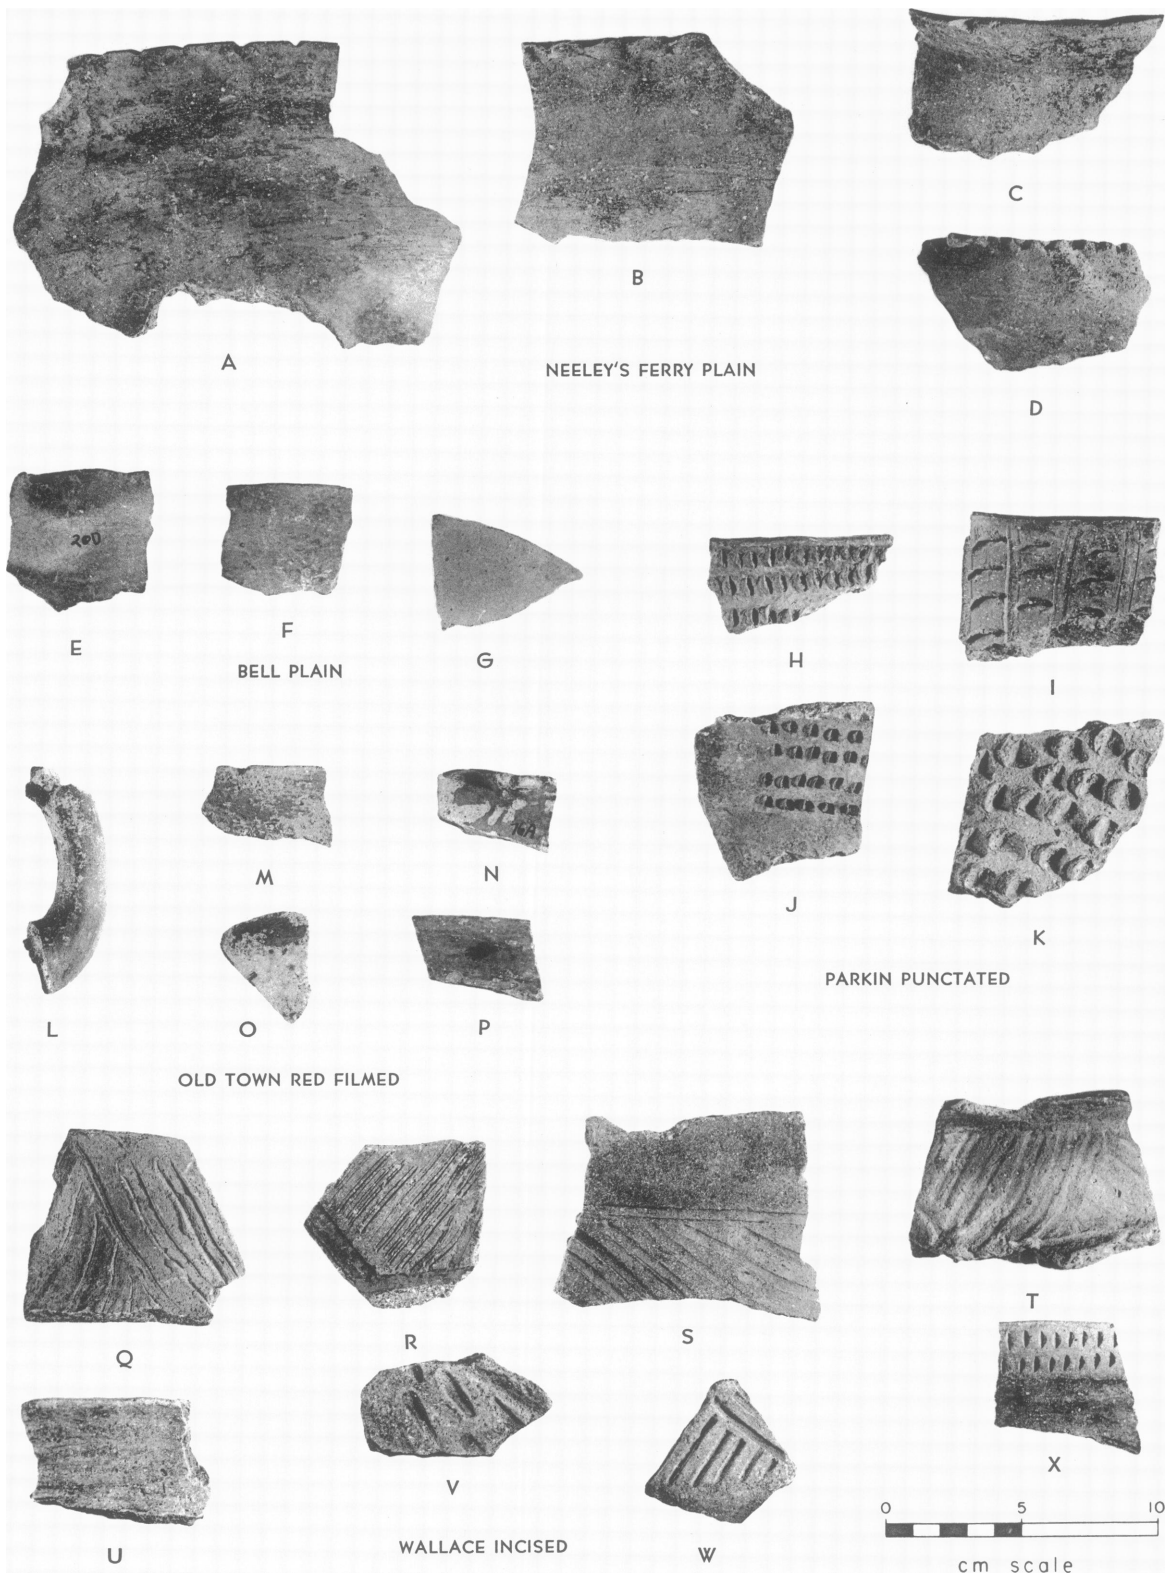 A
B
C
NEELEY'S FERRY PLAIN
D
200
E
F
G
H
I
BELL PLAIN
76A
L
M
N
J
K
O
P
PARKIN PUNCTATED
OLD TOWN RED FILMED
Q
R
S
T
U
V
W
X
WALLACE INCISED
0 5 10
cm scale